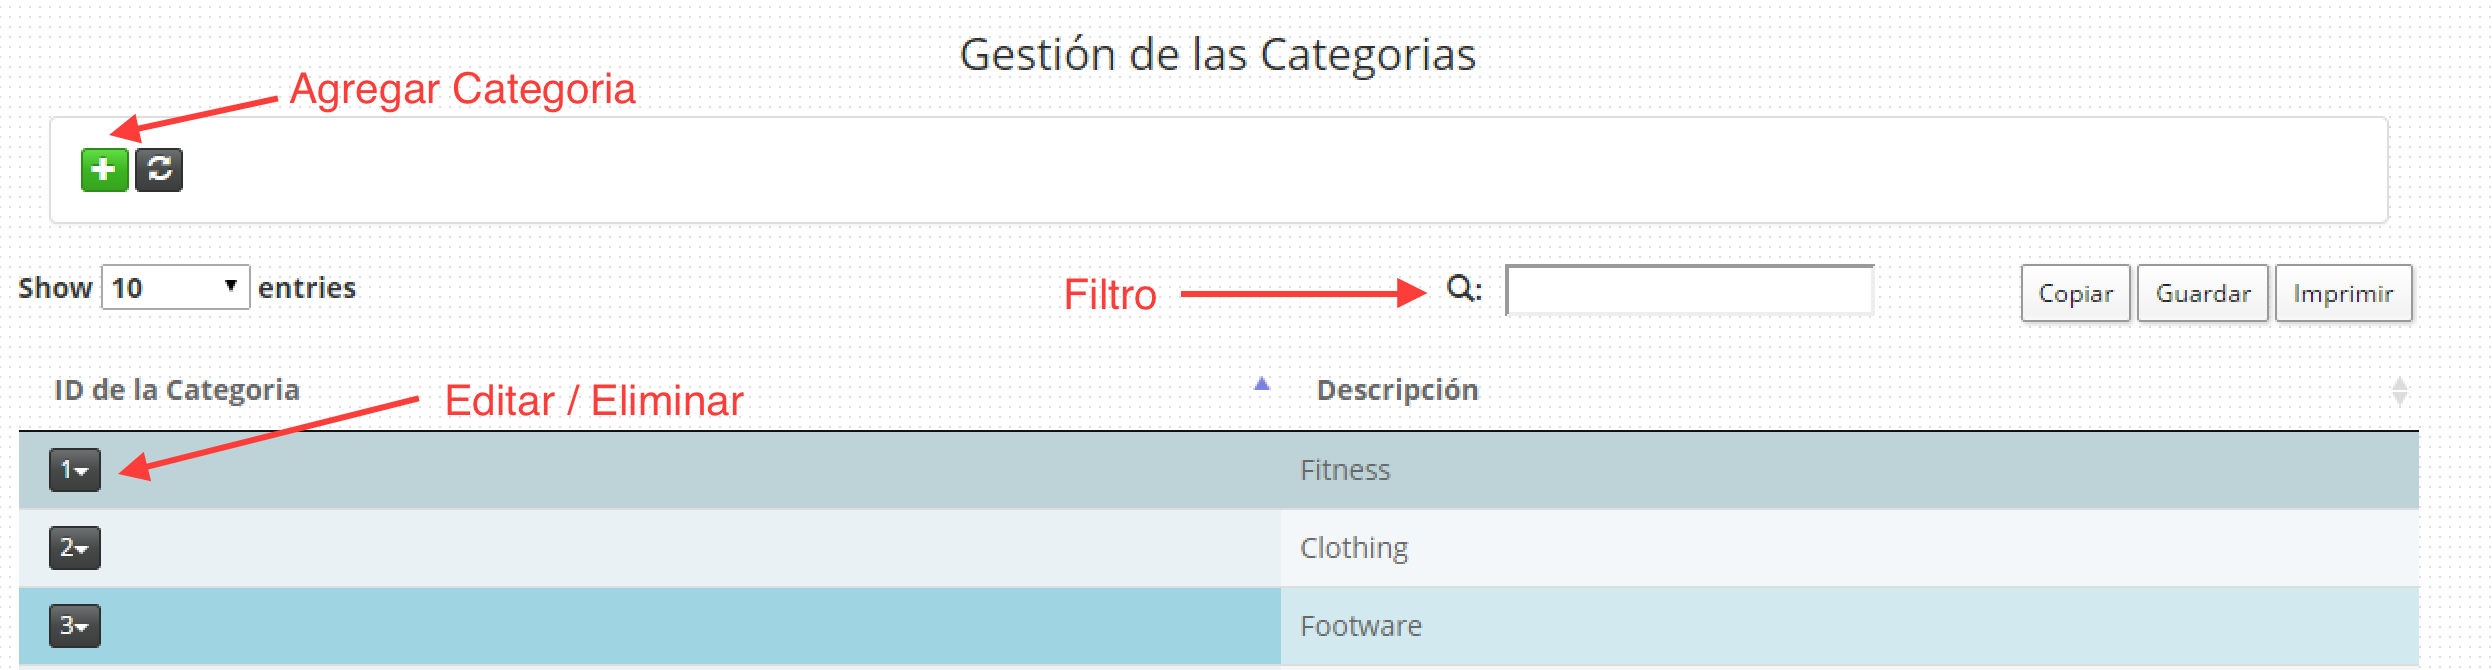 Gestión de las Categorias
Agregar Categoria
Show 10 entries
Filtro
:
Copiar Guardar Imprimir
ID de la Categoria Descripción
Editar / Eliminar
1 Fitness
2 Clothing
3 Footware